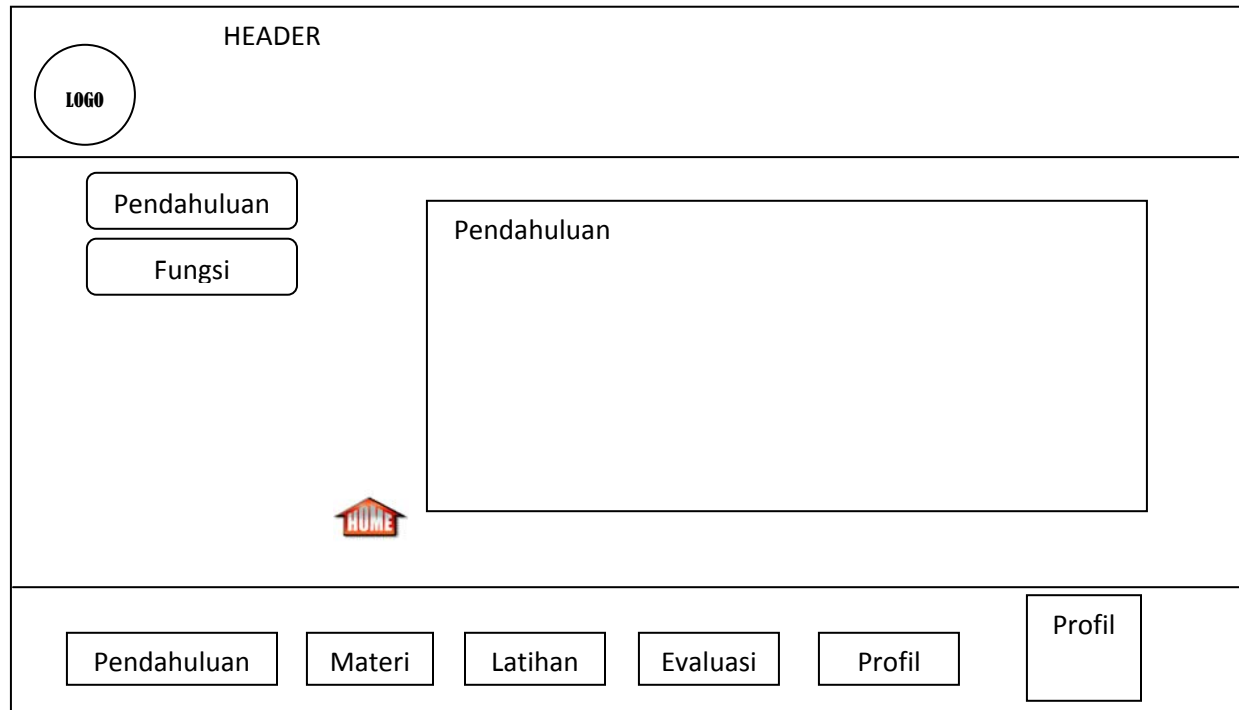 HEADER
LOGO
Pendahuluan
Fungsi
Pendahuluan
HOME
Pendahuluan
Materi
Latihan
Evaluasi
Profil
Profil